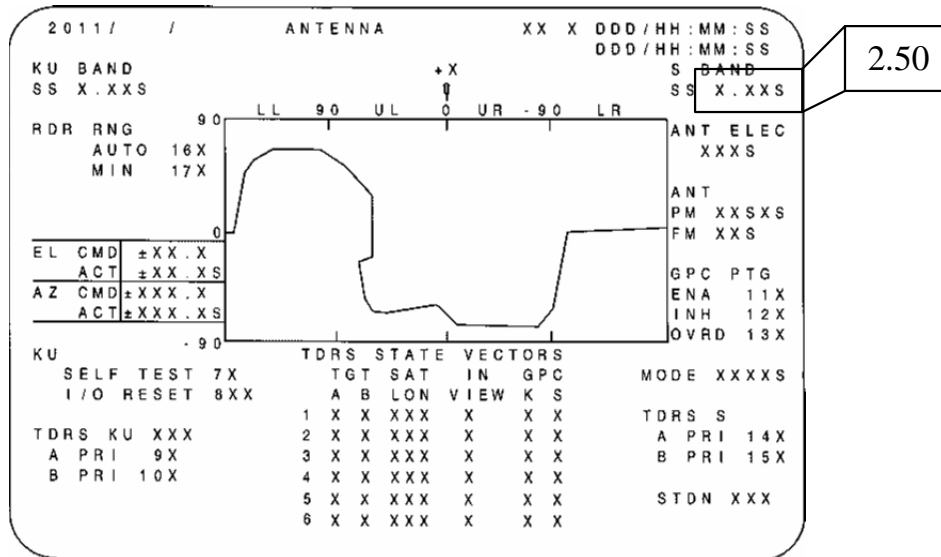 2011/ / ANTENNA XX X DDD/HH:MM:SS
DDD/HH:MM:SS
KU BAND +X S BAND
SS X.XXS SS X.XXS
2.50
LL 90 UL 0 UR -90 LR
RDR RNG 90 ANT ELEC
AUTO 16X XXXS
MIN 17X
ANT
PM XXSXS
0 FM XXS
EL CMD ±XX.X
ACT ±XX.XS GPC PTG
AZ CMD ±XXX.X ENA 11X
ACT ±XXX.XS INH 12X
-90 OVRD 13X
KU TDRS STATE VECTORS
SELF TEST 7X TGT SAT IN GPC MODE XXXXS
I/O RESET 8XX A B LON VIEW K S
1 X X XXX X X X TDRS S
TDRS KU XXX 2 X X XXX X X X A PRI 14X
A PRI 9X 3 X X XXX X X X B PRI 15X
B PRI 10X 4 X X XXX X X X
5 X X XXX X X X STDN XXX
6 X X XXX X X X